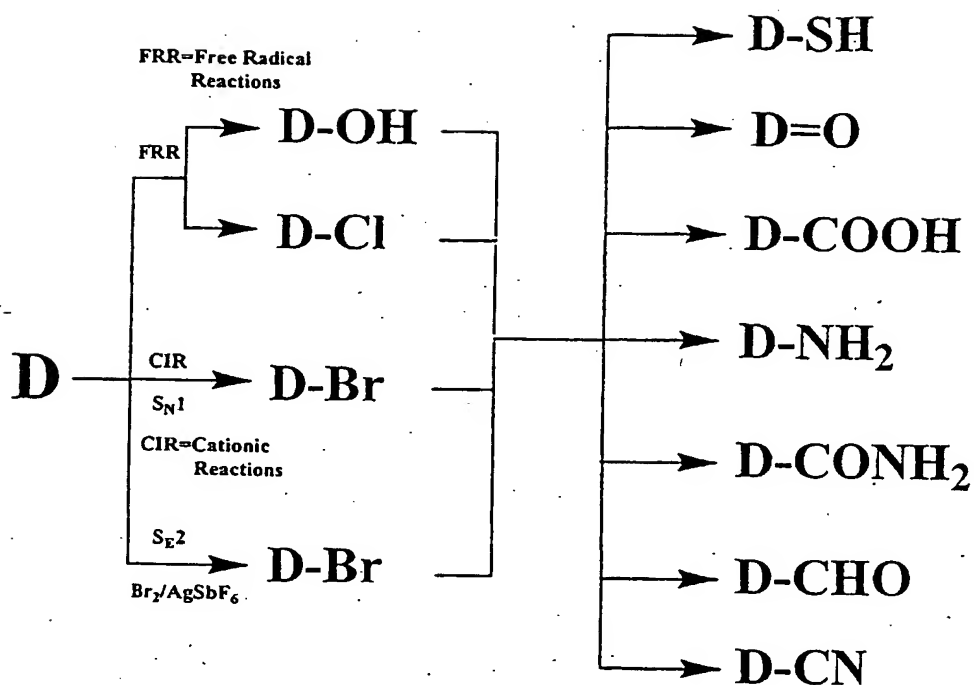 FRR=Free Radical
Reactions
FRR
D-OH
D-Cl
D
CIR
SN1
D-Br
CIR=Cationic
Reactions
SE2
Br2/AgSbF6
D-Br
D-SH
D=O
D-COOH
D-NH2
D-CONH2
D-CHO
D-CN